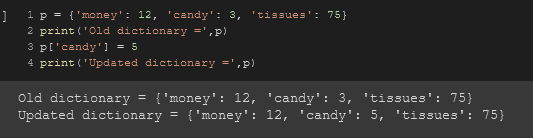 ] 1 p = {'money': 12, 'candy': 3, 'tissues': 75}
2 print('Old dictionary =',p)
3 p['candy'] = 5
4 print('Updated dictionary =',p)
Old dictionary = {'money': 12, 'candy': 3, 'tissues': 75}
Updated dictionary = {'money': 12, 'candy': 5, 'tissues': 75}